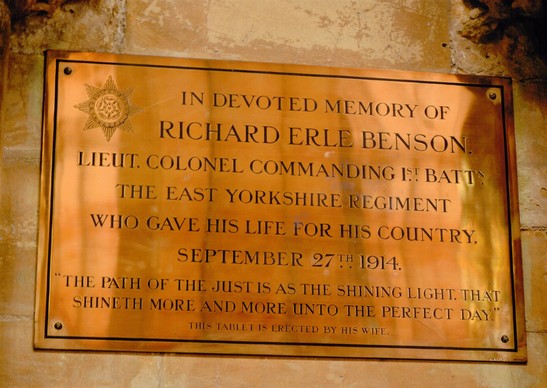 IN DEVOTED MEMORY OF
RICHARD ERLE BENSON.
LIEUT. COLONEL COMMANDING 1ST BATTN
THE EAST YORKSHIRE REGIMENT
WHO GAVE HIS LIFE FOR HIS COUNTRY.
SEPTEMBER 27TH 1914.
"THE PATH OF THE JUST IS AS THE SHINING LIGHT, THAT
SHINETH MORE AND MORE UNTO THE PERFECT DAY."
THIS TABLET IS ERECTED BY HIS WIFE.